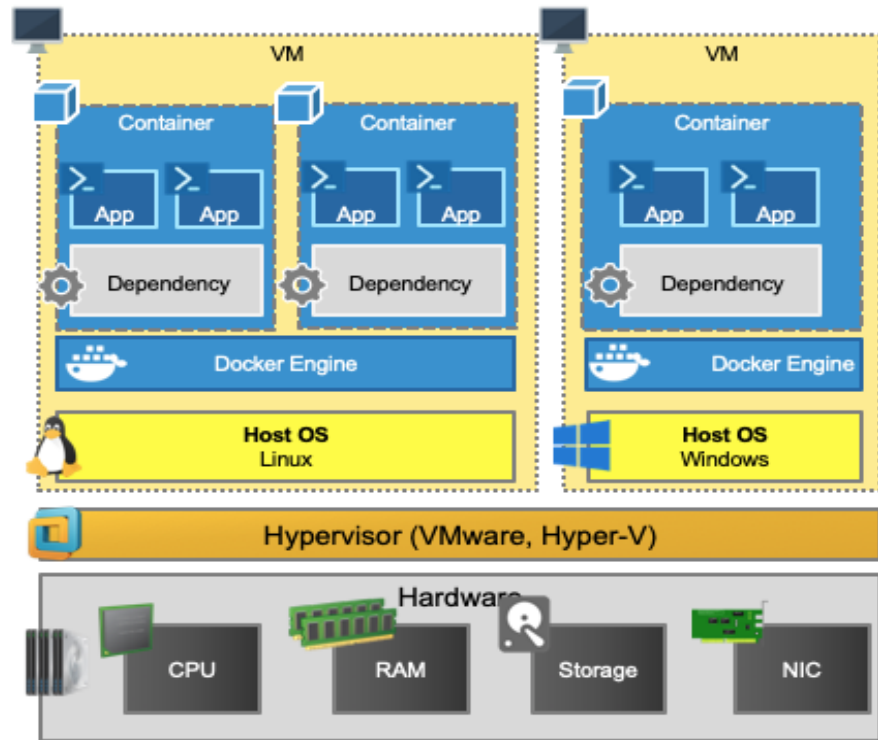 VM
VM
Container
Container
Container
>_ App
>_ App
>_ App
>_ App
>_ App
>_ App
Dependency
Dependency
Dependency
Docker Engine
Docker Engine
Host OS
Linux
Host OS
Windows
Hypervisor (VMware, Hyper-V)
Hardware
CPU
RAM
Storage
NIC